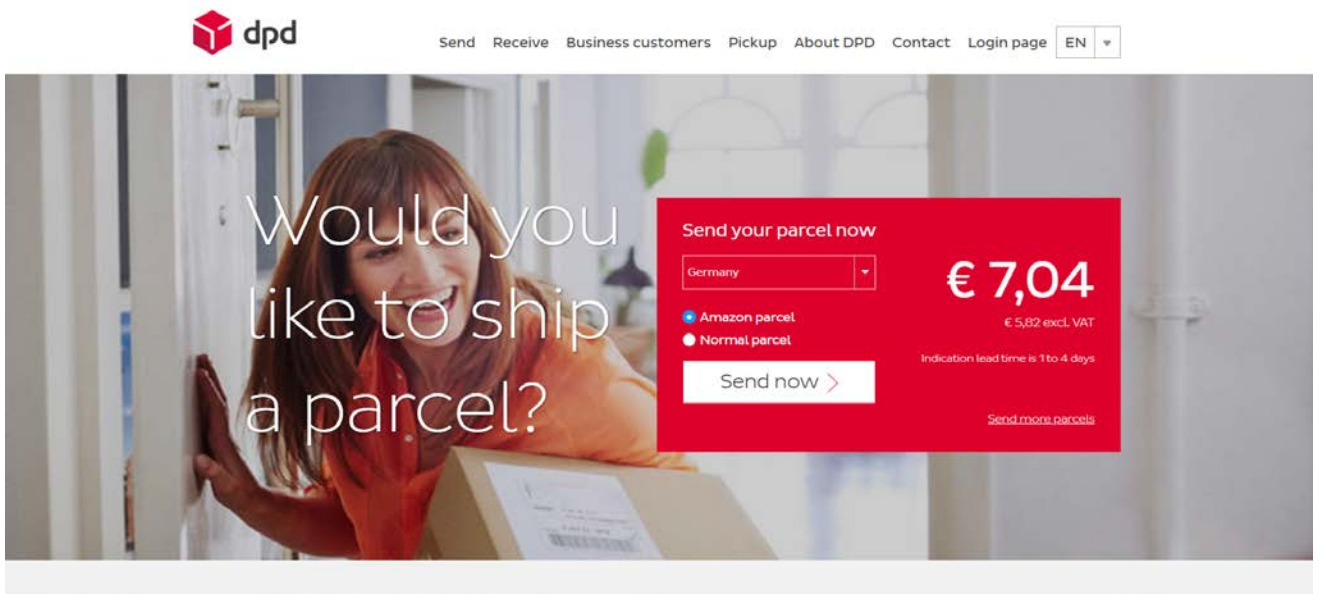 dpd
Send Receive Business customers Pickup About DPD Contact Login page EN
Would you
like to ship
a parcel?
Send your parcel now
Germany
€ 7,04
Amazon parcel
€ 5,82 excl. VAT
Normal parcel
Indication lead time is 1 to 4 days
Send now
Send more parcels